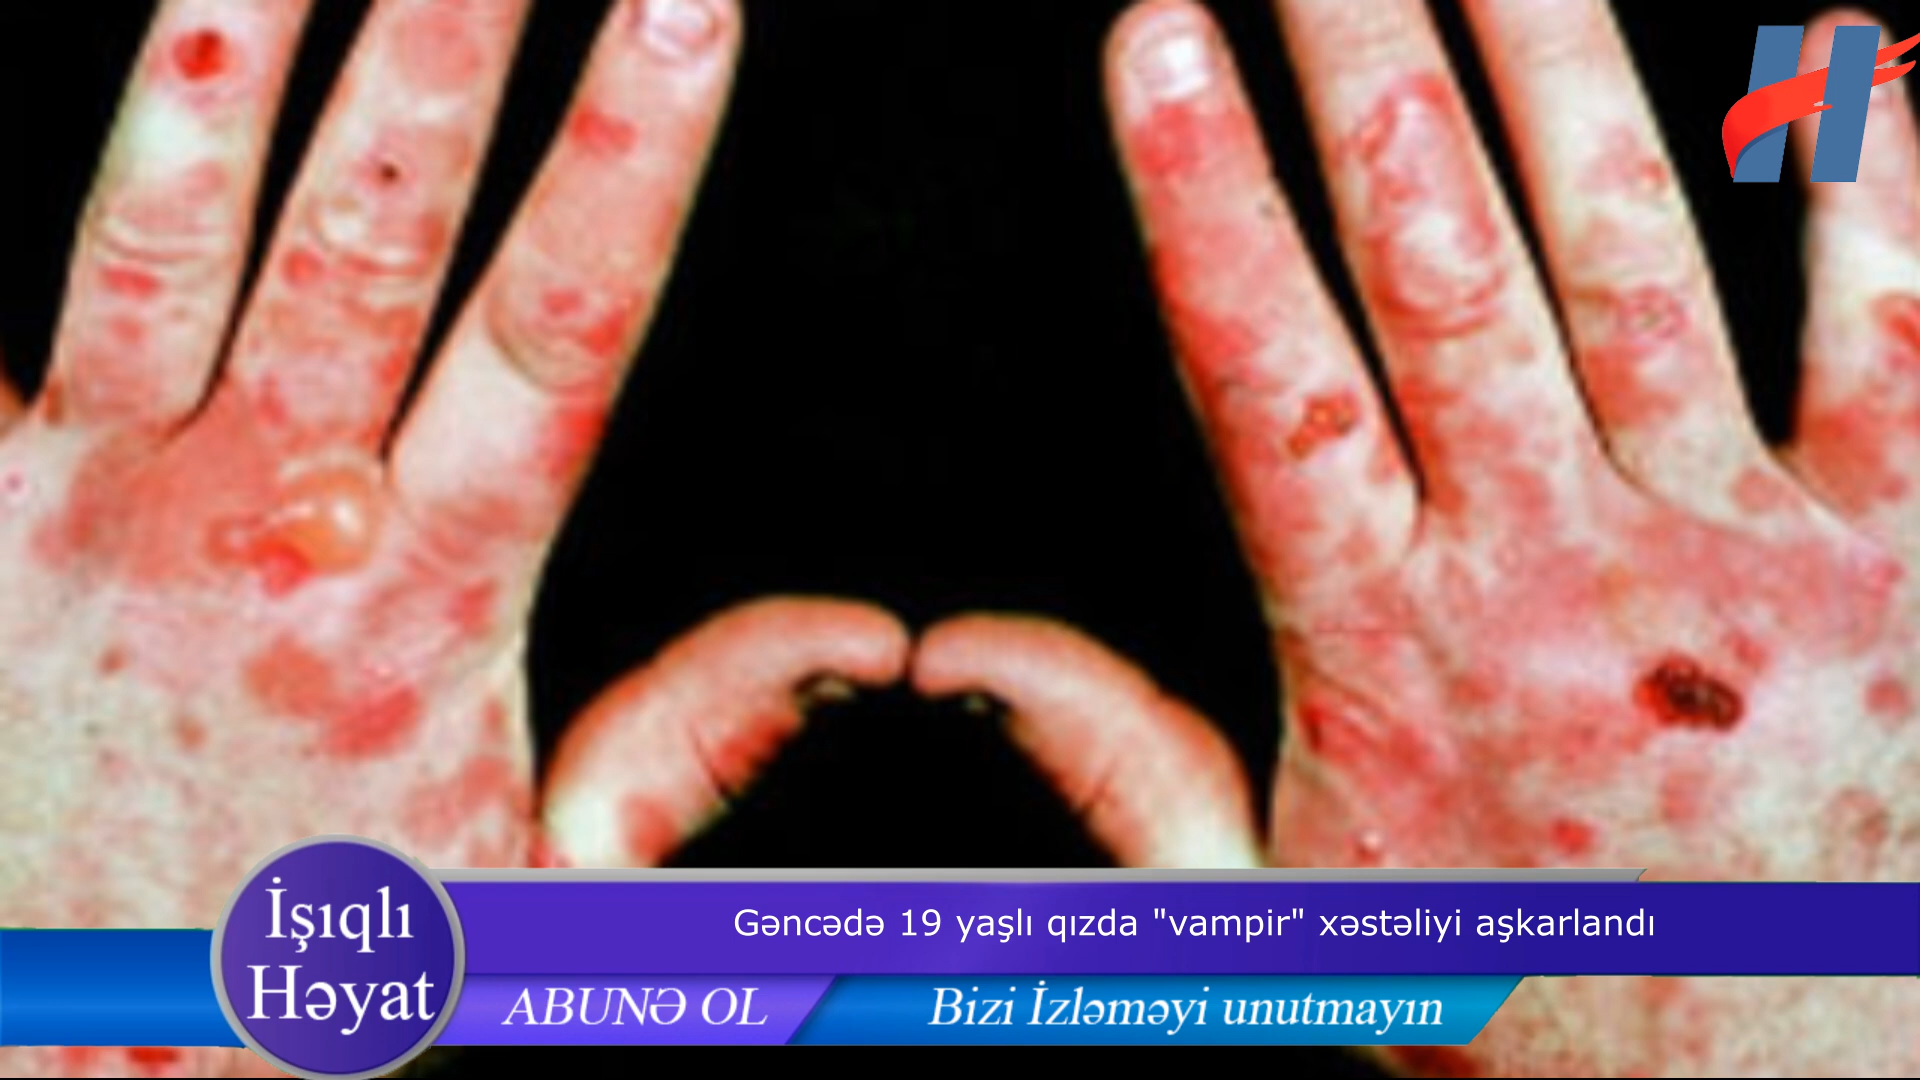 Gəncədə 19 yaşlı qızda "vampir" xəstəliyi aşkarlandı
İşıqlı
Həyat
ABUNƏ OL
Bizi İzləməyi unutmayın